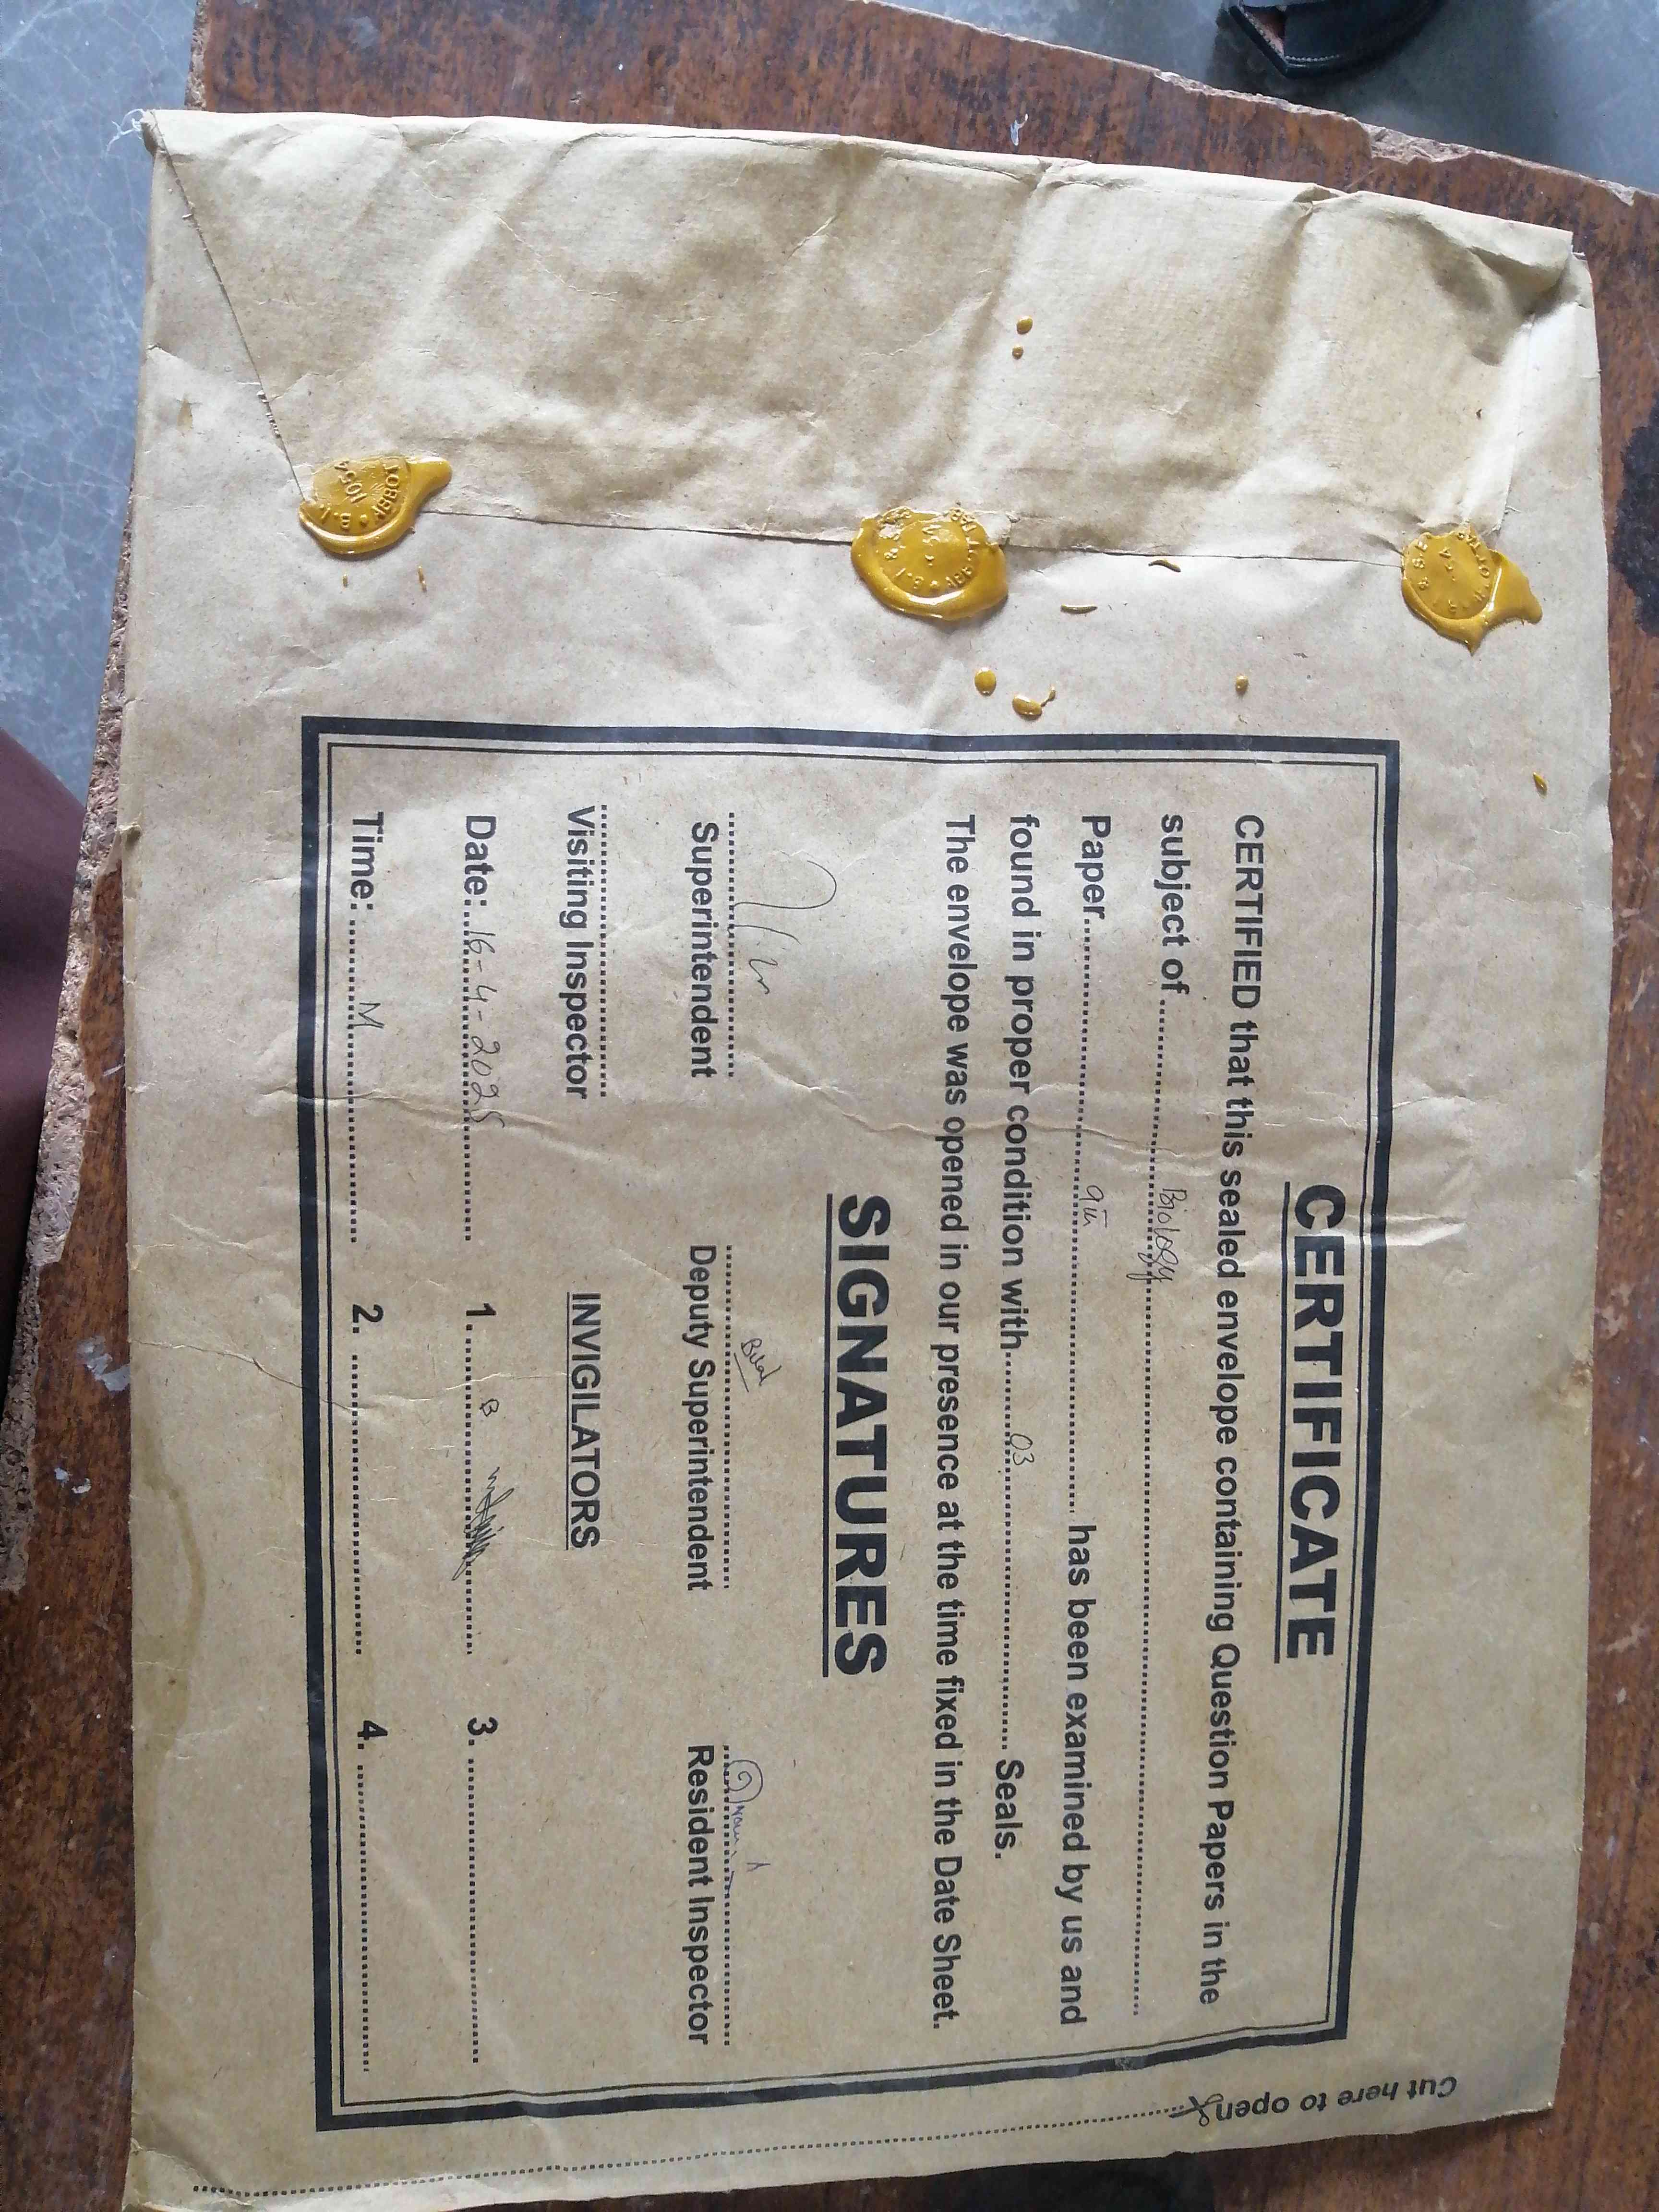 CERTIFICATE
CERTIFIED that this sealed envelope containing Question Papers in the
subject of .......... Biology ..........
Paper .......... 9th .......... has been examined by us and
found in proper condition with .......... 03 .......... Seals.
The envelope was opened in our presence at the time fixed in the Date Sheet.
SIGNATURES
Superintendent
Deputy Superintendent
Resident Inspector
Visiting Inspector
INVIGILATORS
Date: 16-4-2025
1. B
3.
Time: M
2.
4.
Cut here to open
1054